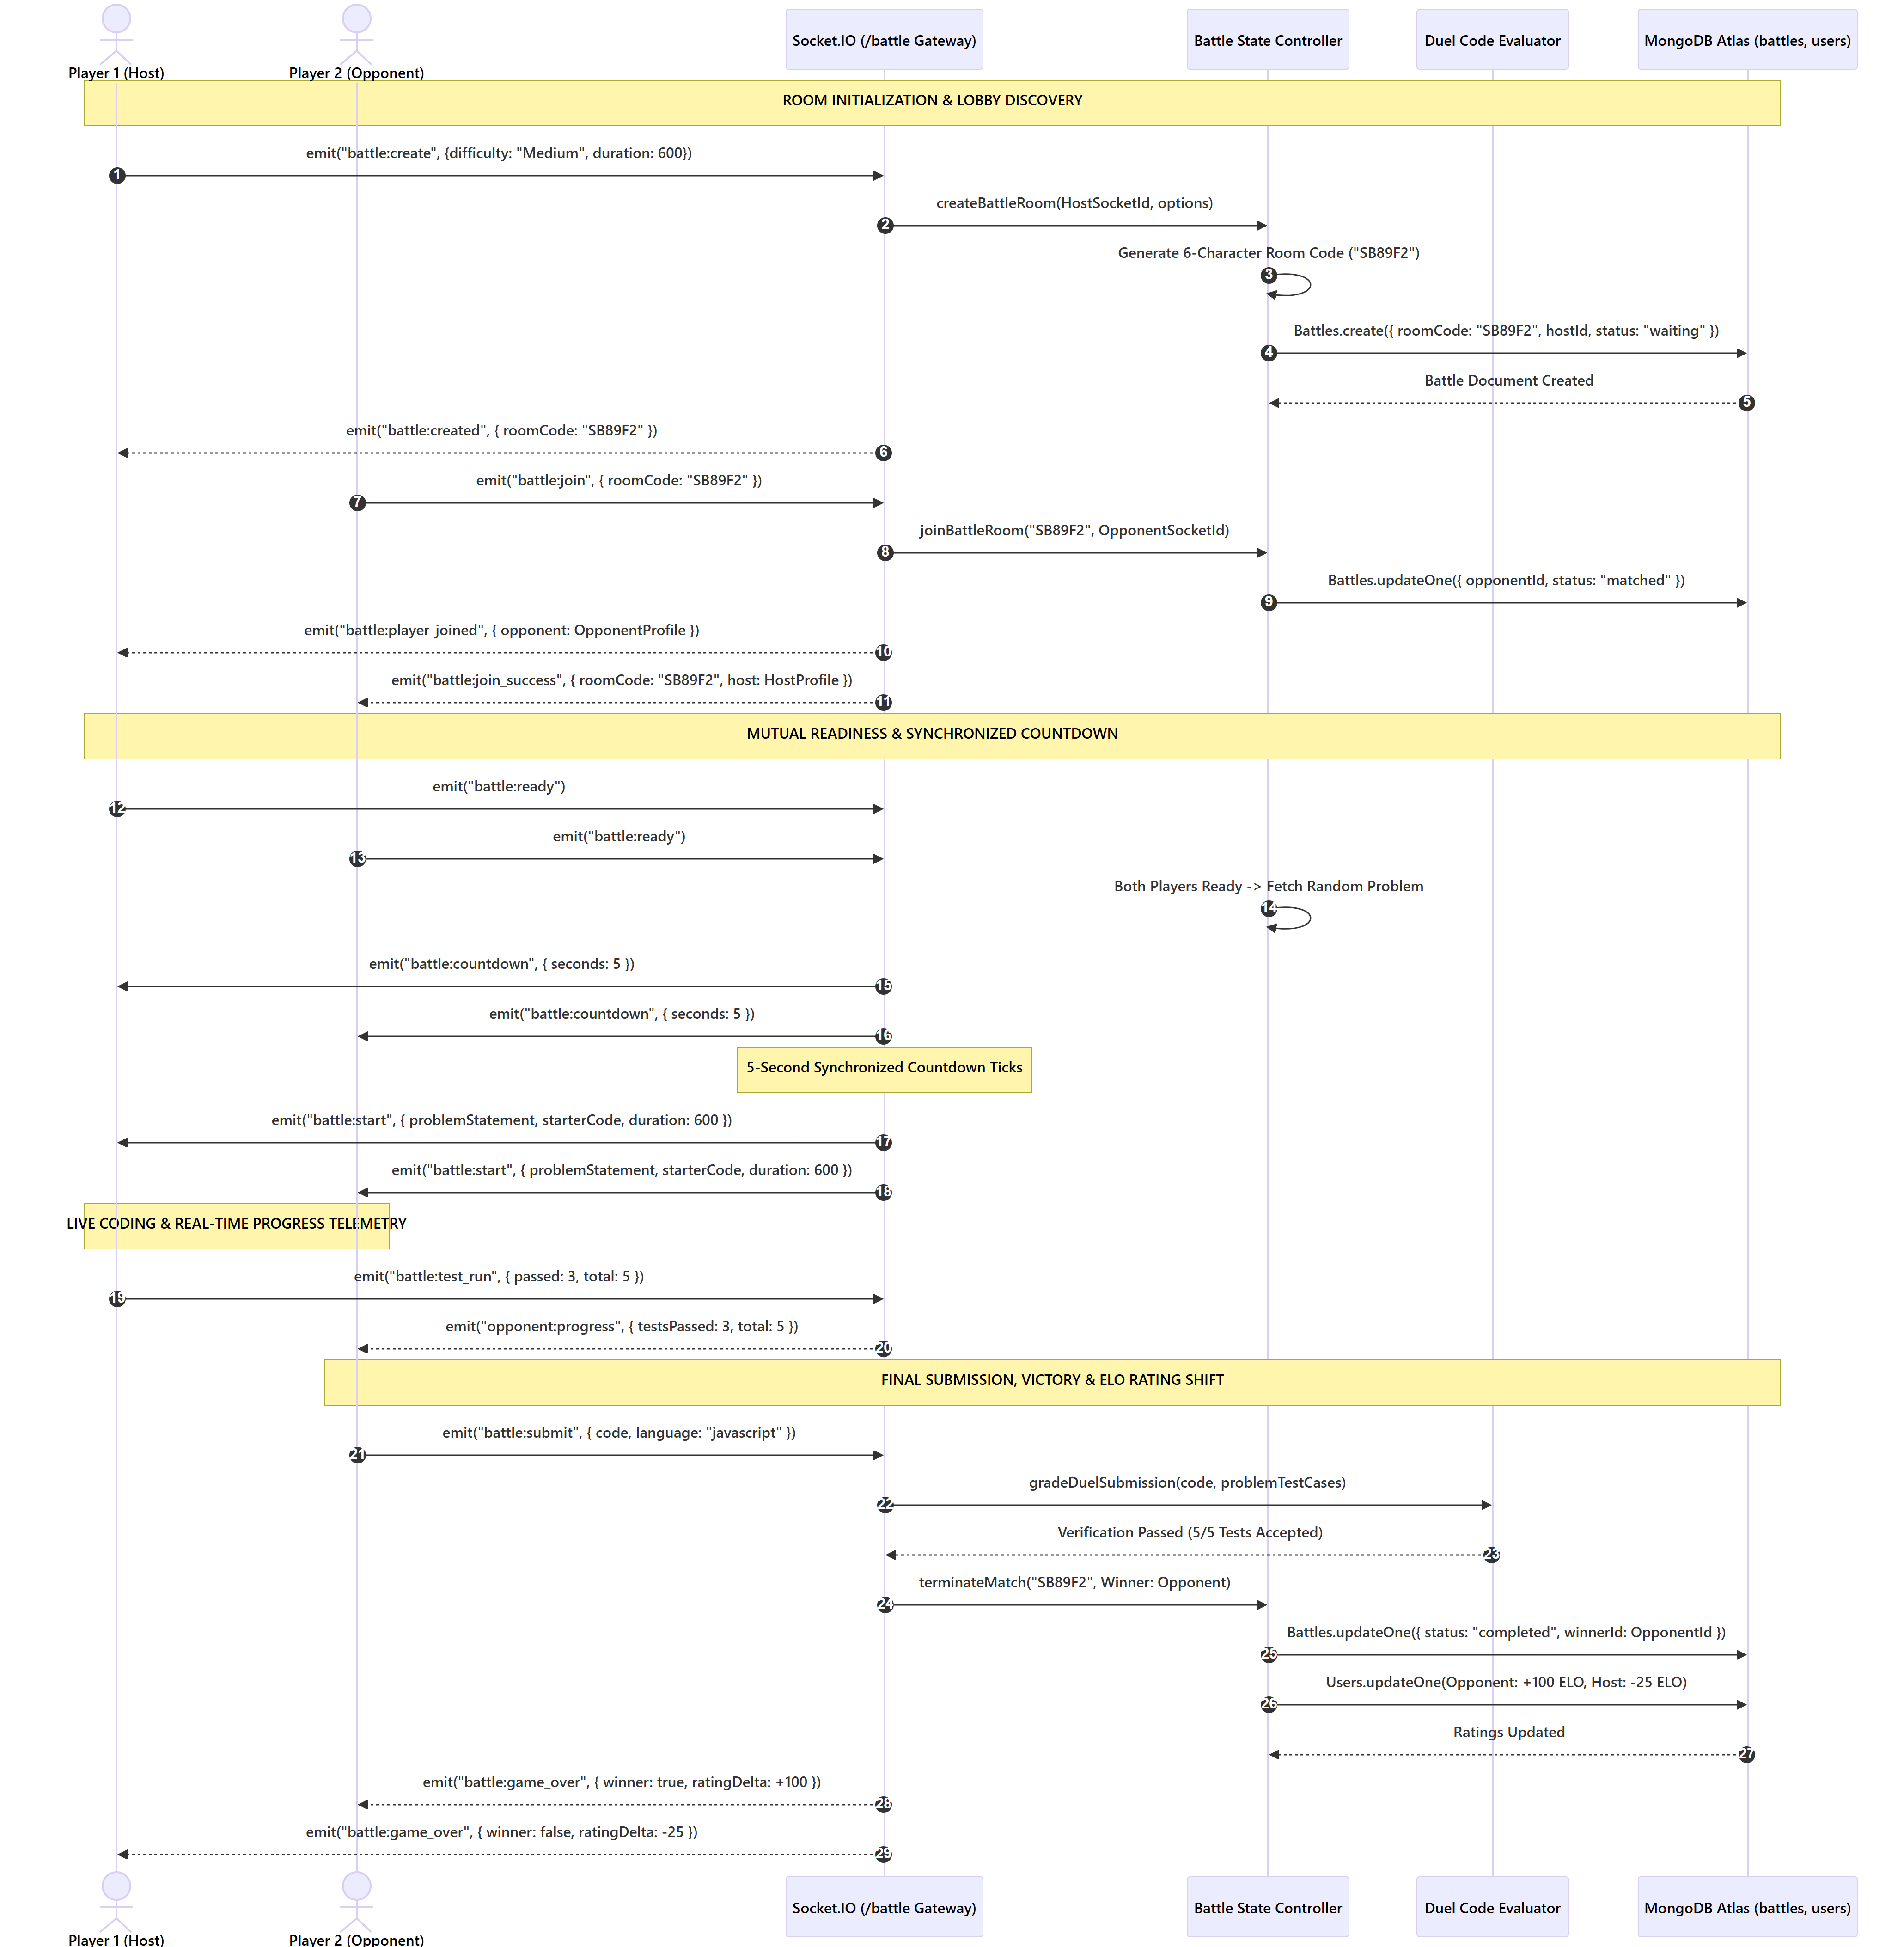 Player 1 (Host)
Player 2 (Opponent)
Socket.IO (/battle Gateway)
Battle State Controller
Duel Code Evaluator
MongoDB Atlas (battles, users)
ROOM INITIALIZATION & LOBBY DISCOVERY
emit("battle:create", {difficulty: "Medium", duration: 600})
1
createBattleRoom(HostSocketId, options)
2
Generate 6-Character Room Code ("SB89F2")
3
Battles.create({ roomCode: "SB89F2", hostId, status: "waiting" })
4
Battle Document Created
5
emit("battle:created", { roomCode: "SB89F2" })
6
emit("battle:join", { roomCode: "SB89F2" })
7
joinBattleRoom("SB89F2", OpponentSocketId)
8
Battles.updateOne({ opponentId, status: "matched" })
9
emit("battle:player_joined", { opponent: OpponentProfile })
10
emit("battle:join_success", { roomCode: "SB89F2", host: HostProfile })
11
MUTUAL READINESS & SYNCHRONIZED COUNTDOWN
emit("battle:ready")
12
emit("battle:ready")
13
Both Players Ready -> Fetch Random Problem
14
emit("battle:countdown", { seconds: 5 })
15
emit("battle:countdown", { seconds: 5 })
16
5-Second Synchronized Countdown Ticks
emit("battle:start", { problemStatement, starterCode, duration: 600 })
17
emit("battle:start", { problemStatement, starterCode, duration: 600 })
18
LIVE CODING & REAL-TIME PROGRESS TELEMETRY
emit("battle:test_run", { passed: 3, total: 5 })
19
emit("opponent:progress", { testsPassed: 3, total: 5 })
20
FINAL SUBMISSION, VICTORY & ELO RATING SHIFT
emit("battle:submit", { code, language: "javascript" })
21
gradeDuelSubmission(code, problemTestCases)
22
Verification Passed (5/5 Tests Accepted)
23
terminateMatch("SB89F2", Winner: Opponent)
24
Battles.updateOne({ status: "completed", winnerId: OpponentId })
25
Users.updateOne(Opponent: +100 ELO, Host: -25 ELO)
26
Ratings Updated
27
emit("battle:game_over", { winner: true, ratingDelta: +100 })
28
emit("battle:game_over", { winner: false, ratingDelta: -25 })
29
Player 1 (Host)
Player 2 (Opponent)
Socket.IO (/battle Gateway)
Battle State Controller
Duel Code Evaluator
MongoDB Atlas (battles, users)